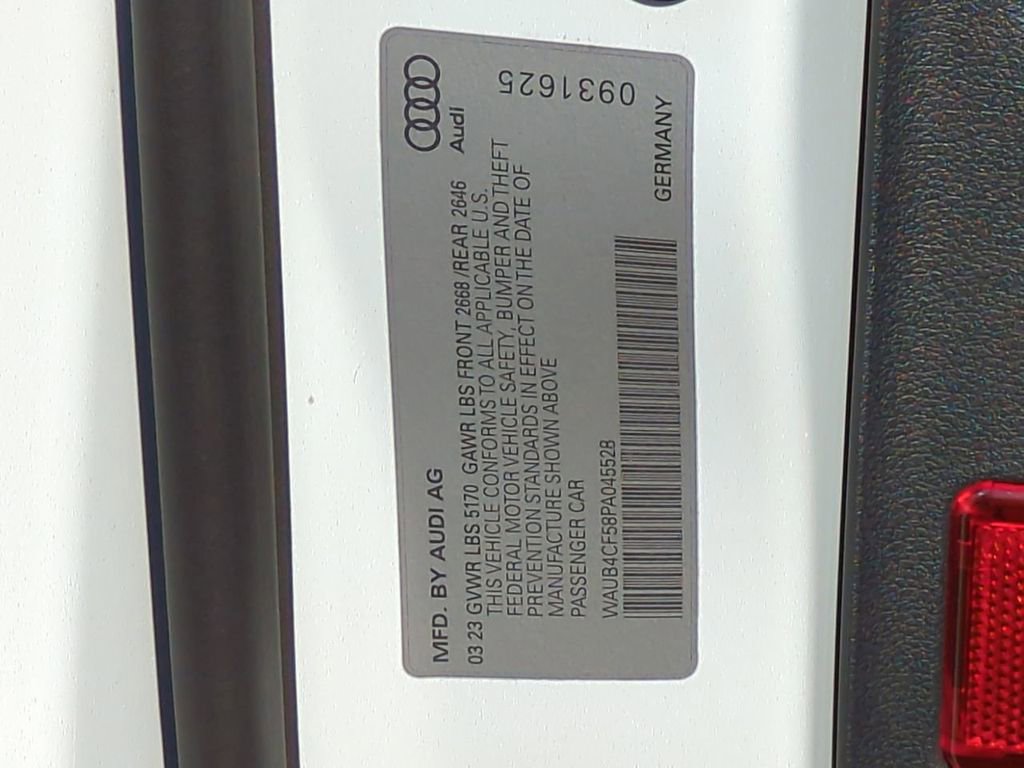 MFD. BY AUDI AG
Audi
03 23 GVWR LBS 5170 GAWR LBS FRONT 2668 /REAR 2646
THIS VEHICLE CONFORMS TO ALL APPLICABLE U.S.
FEDERAL MOTOR VEHICLE SAFETY, BUMPER AND THEFT
PREVENTION STANDARDS IN EFFECT ON THE DATE OF
MANUFACTURE SHOWN ABOVE
PASSENGER CAR
0931625
WAUB4CF58PA045528
GERMANY